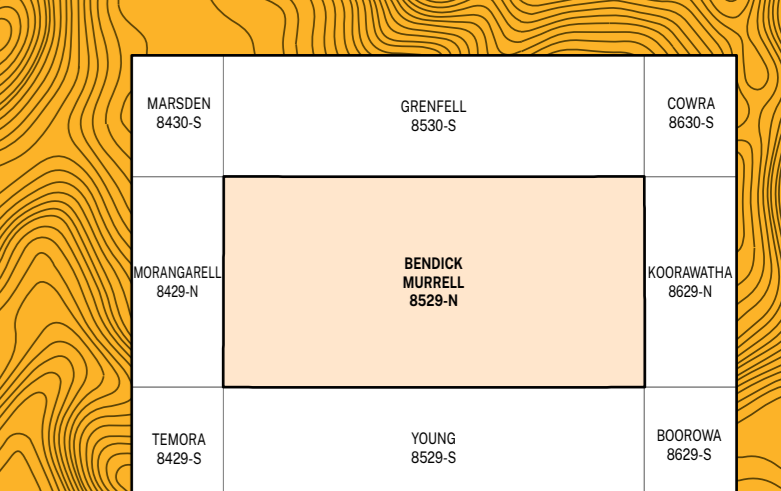 MARSDEN
8430-S
GRENFELL
8530-S
COWRA
8630-S
MORANGARELL
8429-N
BENDICK
MURRELL
8529-N
KOORAWATHA
8629-N
TEMORA
8429-S
YOUNG
8529-S
BOOROWA
8629-S